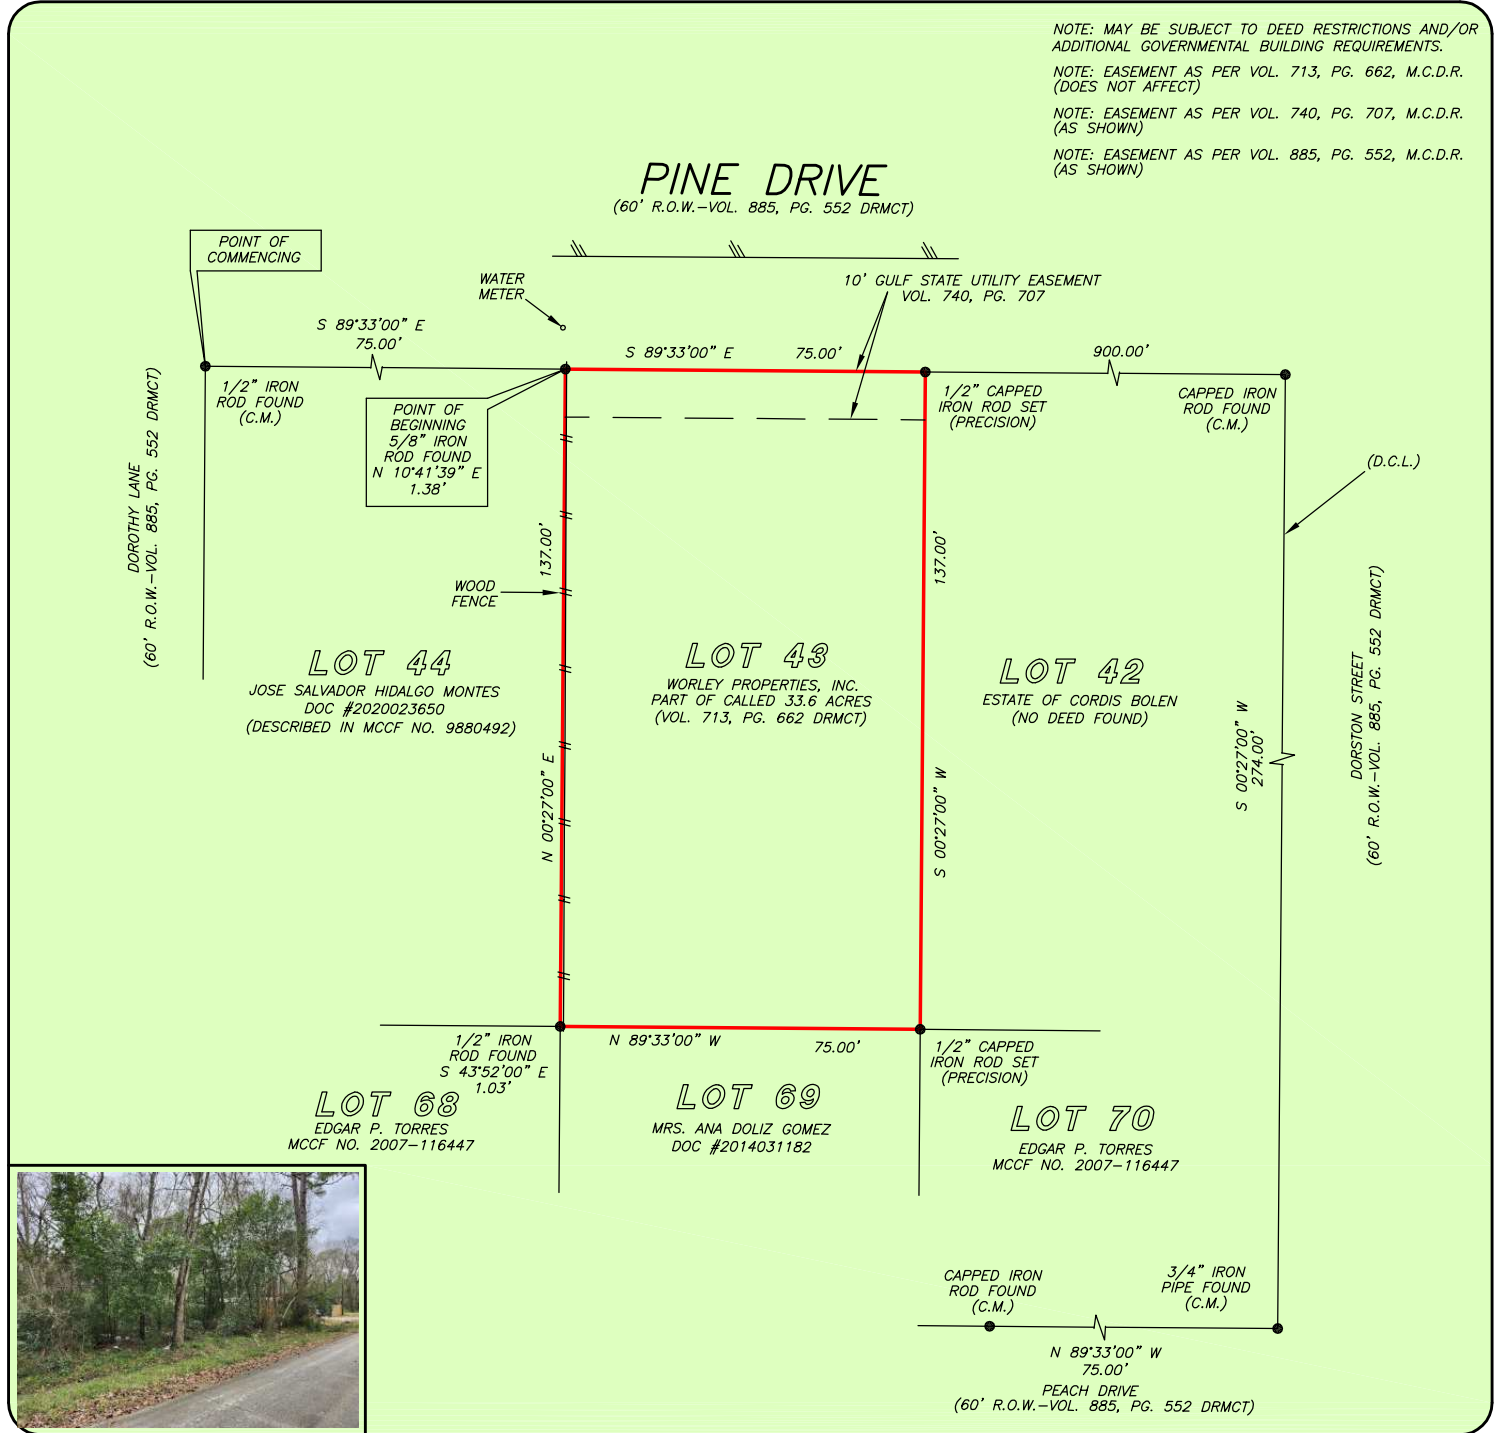 NOTE: MAY BE SUBJECT TO DEED RESTRICTIONS AND/OR
ADDITIONAL GOVERNMENTAL BUILDING REQUIREMENTS.
NOTE: EASEMENT AS PER VOL. 713, PG. 662, M.C.D.R.
(DOES NOT AFFECT)
NOTE: EASEMENT AS PER VOL. 740, PG. 707, M.C.D.R.
(AS SHOWN)
NOTE: EASEMENT AS PER VOL. 885, PG. 552, M.C.D.R.
(AS SHOWN)
PINE DRIVE
(60' R.O.W.-VOL. 885, PG. 552 DRMCT)
POINT OF
COMMENCING
WATER
METER
10' GULF STATE UTILITY EASEMENT
VOL. 740, PG. 707
S 89°33'00" E
75.00'
S 89°33'00" E
75.00'
900.00'
1/2" IRON
ROD FOUND
(C.M.)
POINT OF
BEGINNING
5/8" IRON
ROD FOUND
N 10°41'39" E
1.38'
1/2" CAPPED
IRON ROD SET
(PRECISION)
CAPPED IRON
ROD FOUND
(C.M.)
(D.C.L.)
DOROTHY LANE
(60' R.O.W.-VOL. 885, PG. 552 DRMCT)
137.00'
137.00'
WOOD
FENCE
LOT 44
JOSE SALVADOR HIDALGO MONTES
DOC #2020023650
(DESCRIBED IN MCCF NO. 9880492)
LOT 43
WORLEY PROPERTIES, INC.
PART OF CALLED 33.6 ACRES
(VOL. 713, PG. 662 DRMCT)
LOT 42
ESTATE OF CORDIS BOLEN
(NO DEED FOUND)
N 00°27'00" E
S 00°27'00" W
S 00°27'00" W
274.00'
DORSTON STREET
(60' R.O.W.-VOL. 885, PG. 552 DRMCT)
1/2" IRON
ROD FOUND
S 43°52'00" E
1.03'
N 89°33'00" W
75.00'
1/2" CAPPED
IRON ROD SET
(PRECISION)
LOT 68
EDGAR P. TORRES
MCCF NO. 2007-116447
LOT 69
MRS. ANA DOLIZ GOMEZ
DOC #2014031182
LOT 70
EDGAR P. TORRES
MCCF NO. 2007-116447
CAPPED IRON
ROD FOUND
(C.M.)
3/4" IRON
PIPE FOUND
(C.M.)
N 89°33'00" W
75.00'
PEACH DRIVE
(60' R.O.W.-VOL. 885, PG. 552 DRMCT)